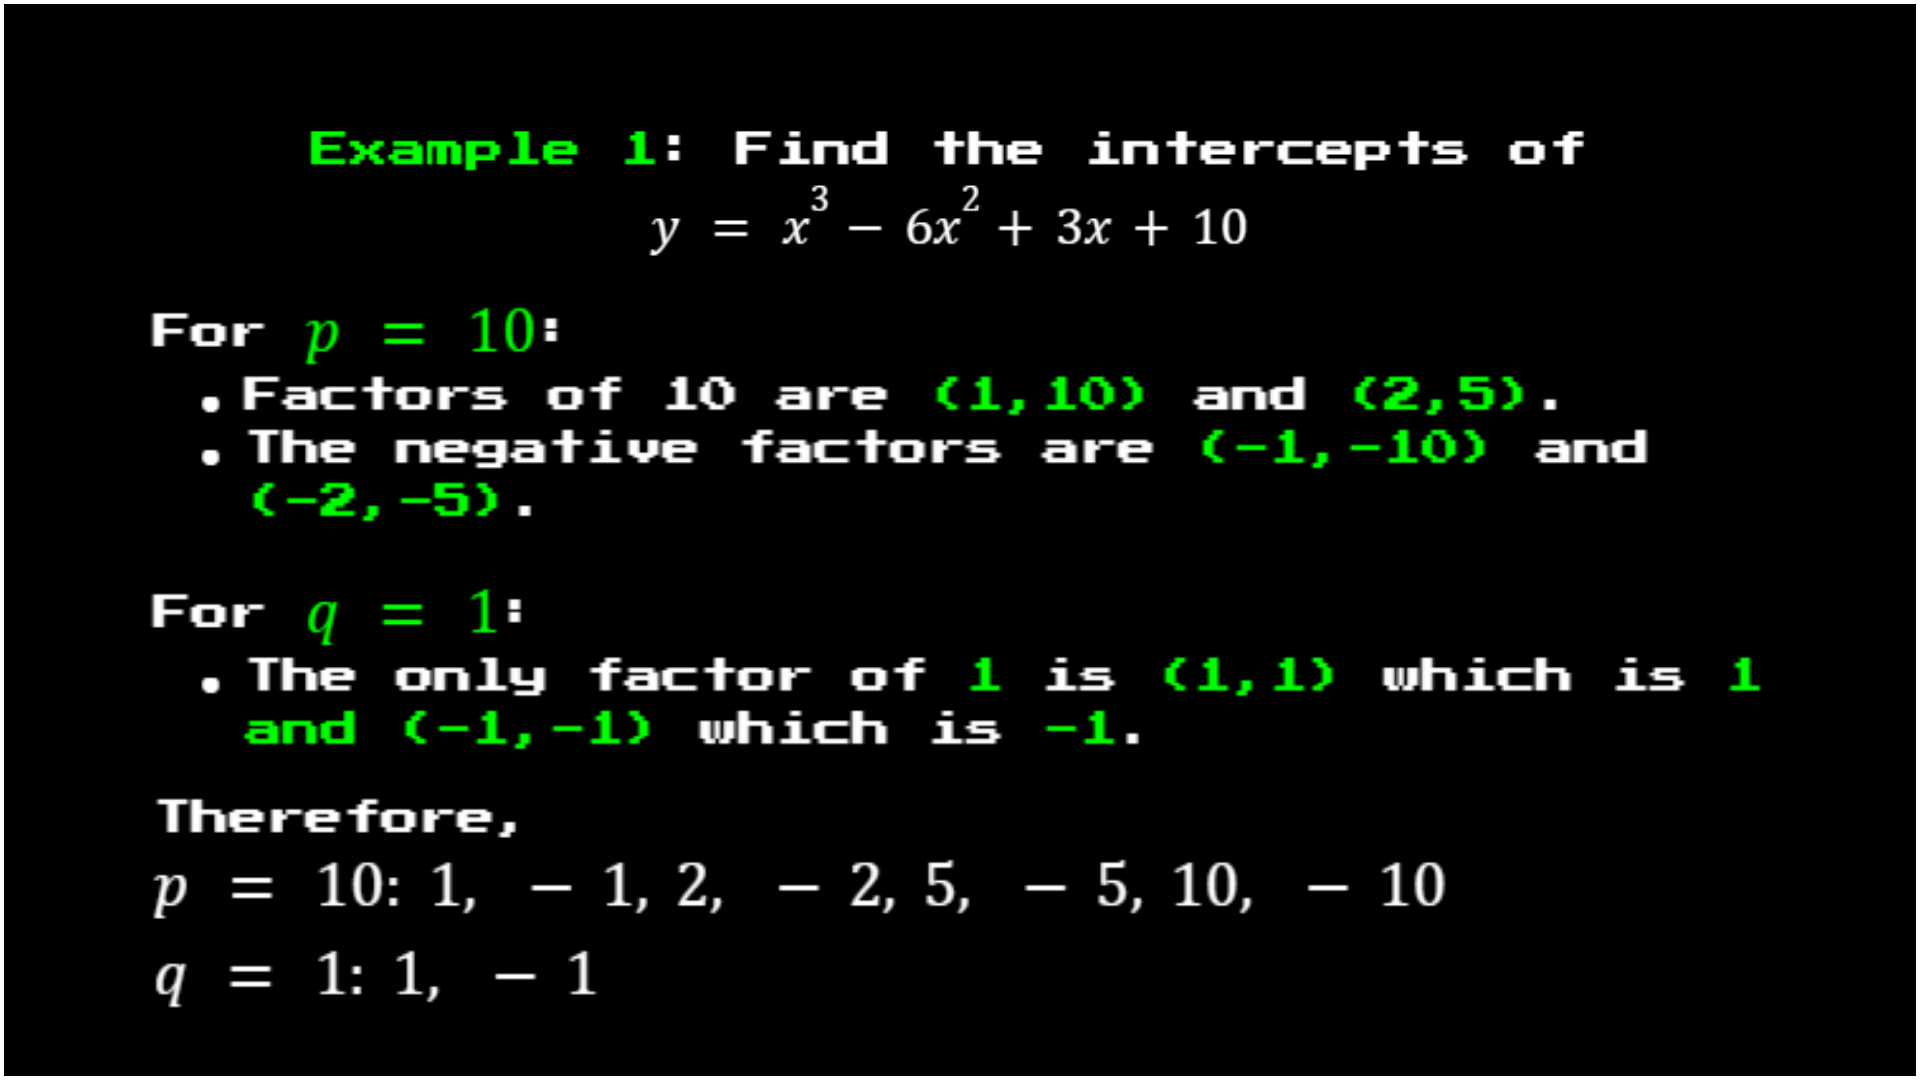 Example 1: Find the intercepts of
y = x³ − 6x² + 3x + 10
For p = 10:
• Factors of 10 are (1,10) and (2,5).
• The negative factors are (-1,-10) and
(-2,-5).
For q = 1:
• The only factor of 1 is (1,1) which is 1
and (-1,-1) which is -1.
Therefore,
p = 10: 1, − 1, 2, − 2, 5, − 5, 10, − 10
q = 1: 1, − 1